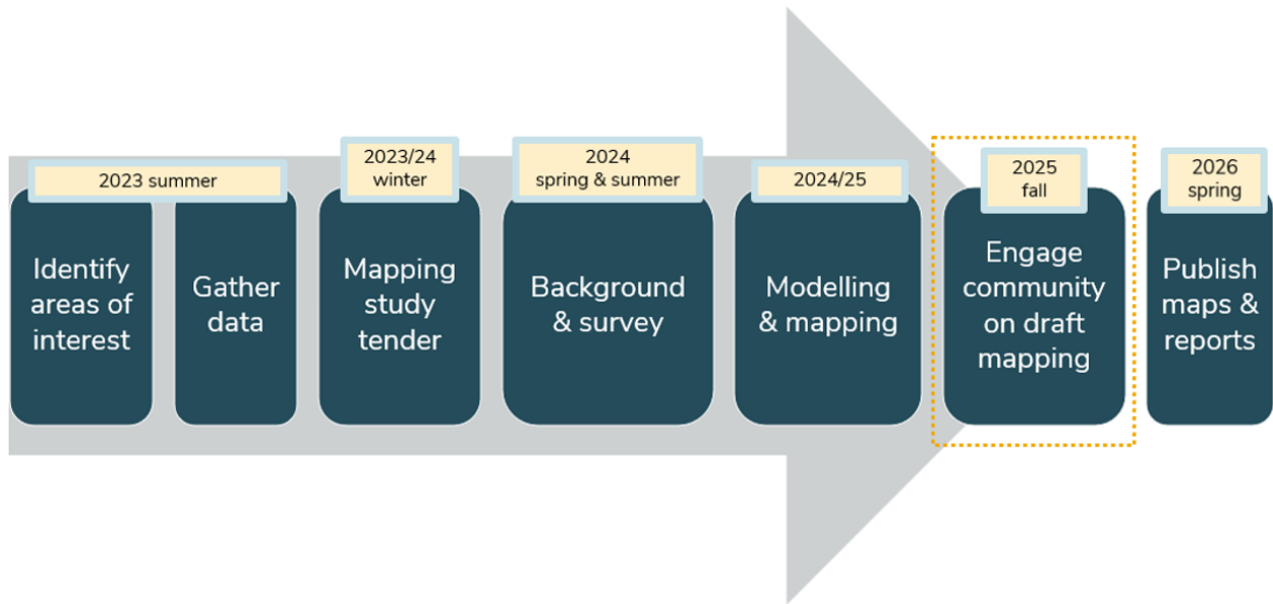 2023 summer
Identify
areas of
interest
Gather
data
2023/24
winter
Mapping
study
tender
2024
spring & summer
Background
& survey
2024/25
Modelling
& mapping
2025
fall
Engage
community
on draft
mapping
2026
spring
Publish
maps &
reports